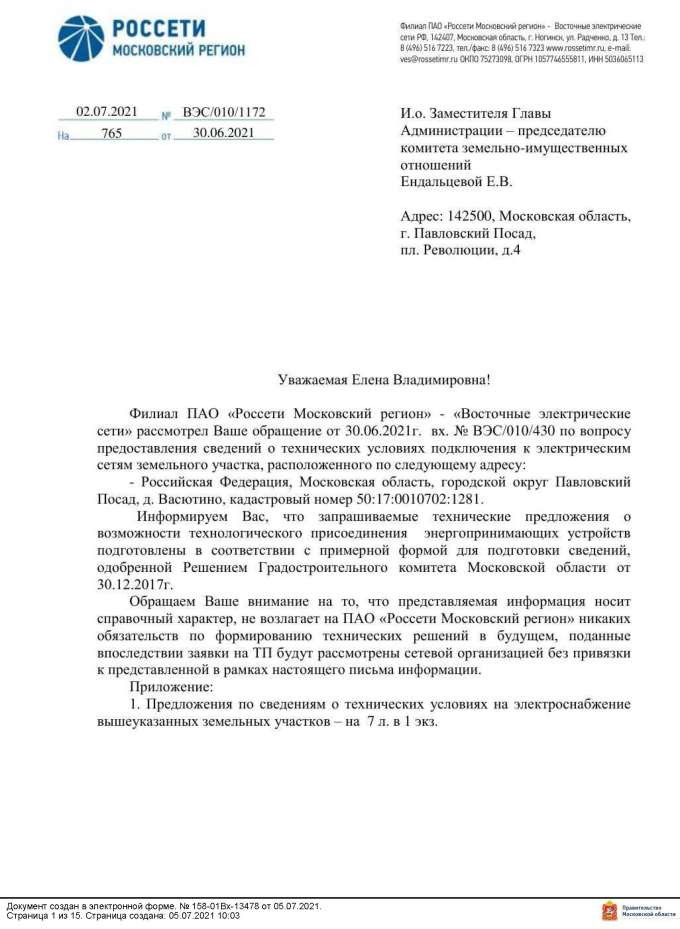 РОССЕТИ
МОСКОВСКИЙ РЕГИОН
Филиал ПАО «Россети Московский регион» - Восточные электрические
сети РФ, 142407, Московская область, г. Ногинск, ул. Радченко, д. 13 Тел.:
8 (496) 516 7223, тел./факс: 8 (496) 516 7323 www.rossetimr.ru, e-mail:
ves@rossetimr.ru ОКПО 75273098, ОГРН 1057746555811, ИНН 5036065113
02.07.2021 № ВЭС/010/1172
На 765 от 30.06.2021
И.о. Заместителя Главы
Администрации – председателю
комитета земельно-имущественных
отношений
Ендальцевой Е.В.
Адрес: 142500, Московская область,
г. Павловский Посад,
пл. Революции, д.4
Уважаемая Елена Владимировна!
Филиал ПАО «Россети Московский регион» - «Восточные электрические
сети» рассмотрел Ваше обращение от 30.06.2021г. вх. № ВЭС/010/430 по вопросу
предоставления сведений о технических условиях подключения к электрическим
сетям земельного участка, расположенного по следующему адресу:
- Российская Федерация, Московская область, городской округ Павловский
Посад, д. Васютино, кадастровый номер 50:17:0010702:1281.
Информируем Вас, что запрашиваемые технические предложения о
возможности технологического присоединения энергопринимающих устройств
подготовлены в соответствии с примерной формой для подготовки сведений,
одобренной Решением Градостроительного комитета Московской области от
30.12.2017г.
Обращаем Ваше внимание на то, что представляемая информация носит
справочный характер, не возлагает на ПАО «Россети Московский регион» никаких
обязательств по формированию технических решений в будущем, поданные
впоследствии заявки на ТП будут рассмотрены сетевой организацией без привязки
к представленной в рамках настоящего письма информации.
Приложение:
1. Предложения по сведениям о технических условиях на электроснабжение
вышеуказанных земельных участков – на 7 л. в 1 экз.
Документ создан в электронной форме. № 158-01Вх-13478 от 05.07.2021.
Страница 1 из 15. Страница создана: 05.07.2021 10:03
Правительство
Московской области